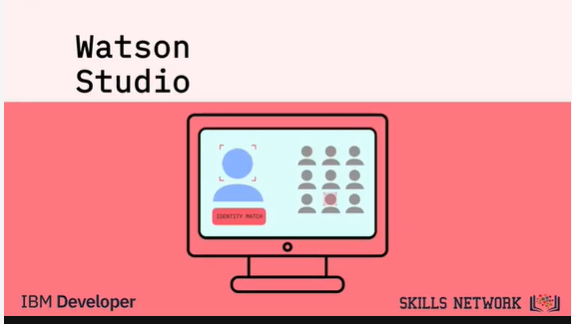 Watson
Studio
IDENTITY MATCH
IBM Developer
SKILLS NETWORK